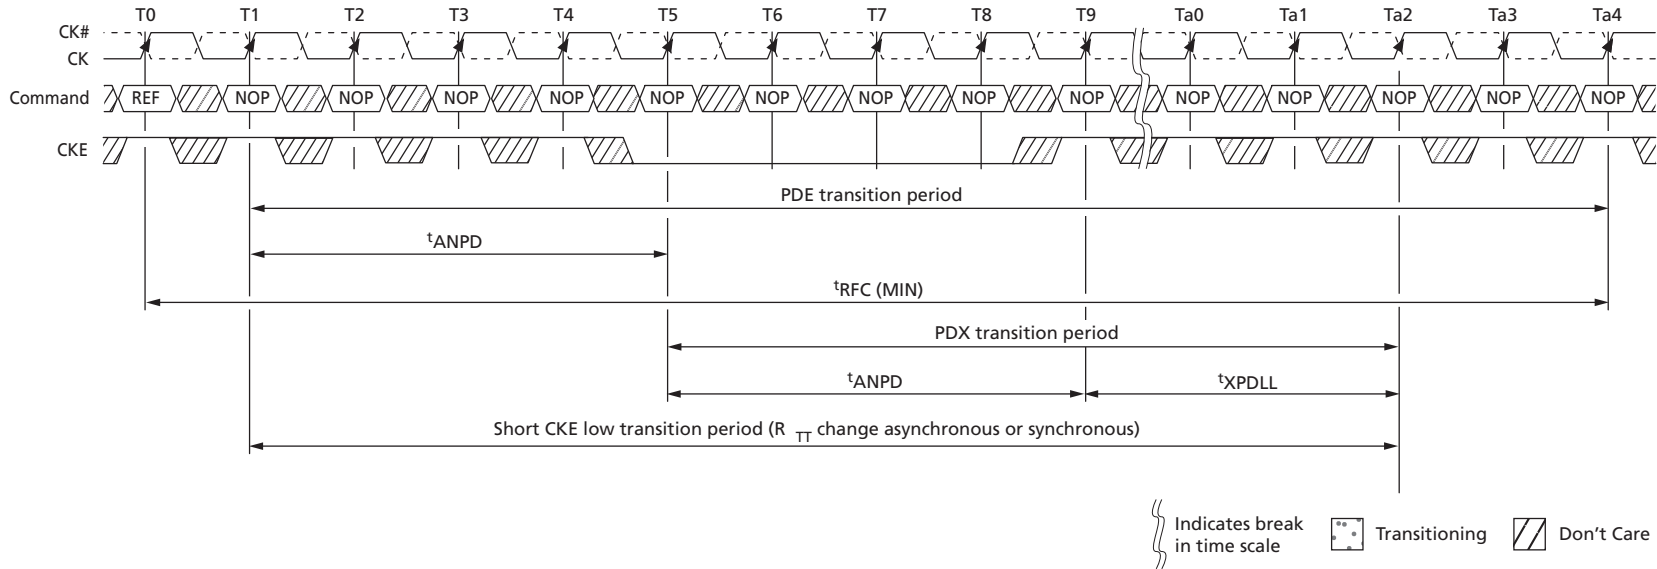 T0 T1 T2 T3 T4 T5 T6 T7 T8 T9 Ta0 Ta1 Ta2 Ta3 Ta4
CK#
CK
Command REF NOP NOP NOP NOP NOP NOP NOP NOP NOP NOP NOP NOP NOP NOP
CKE
PDE transition period
tANPD
tRFC (MIN)
PDX transition period
tANPD tXPDLL
Short CKE low transition period (R TT change asynchronous or synchronous)
Indicates break
in time scale
Transitioning Don't Care